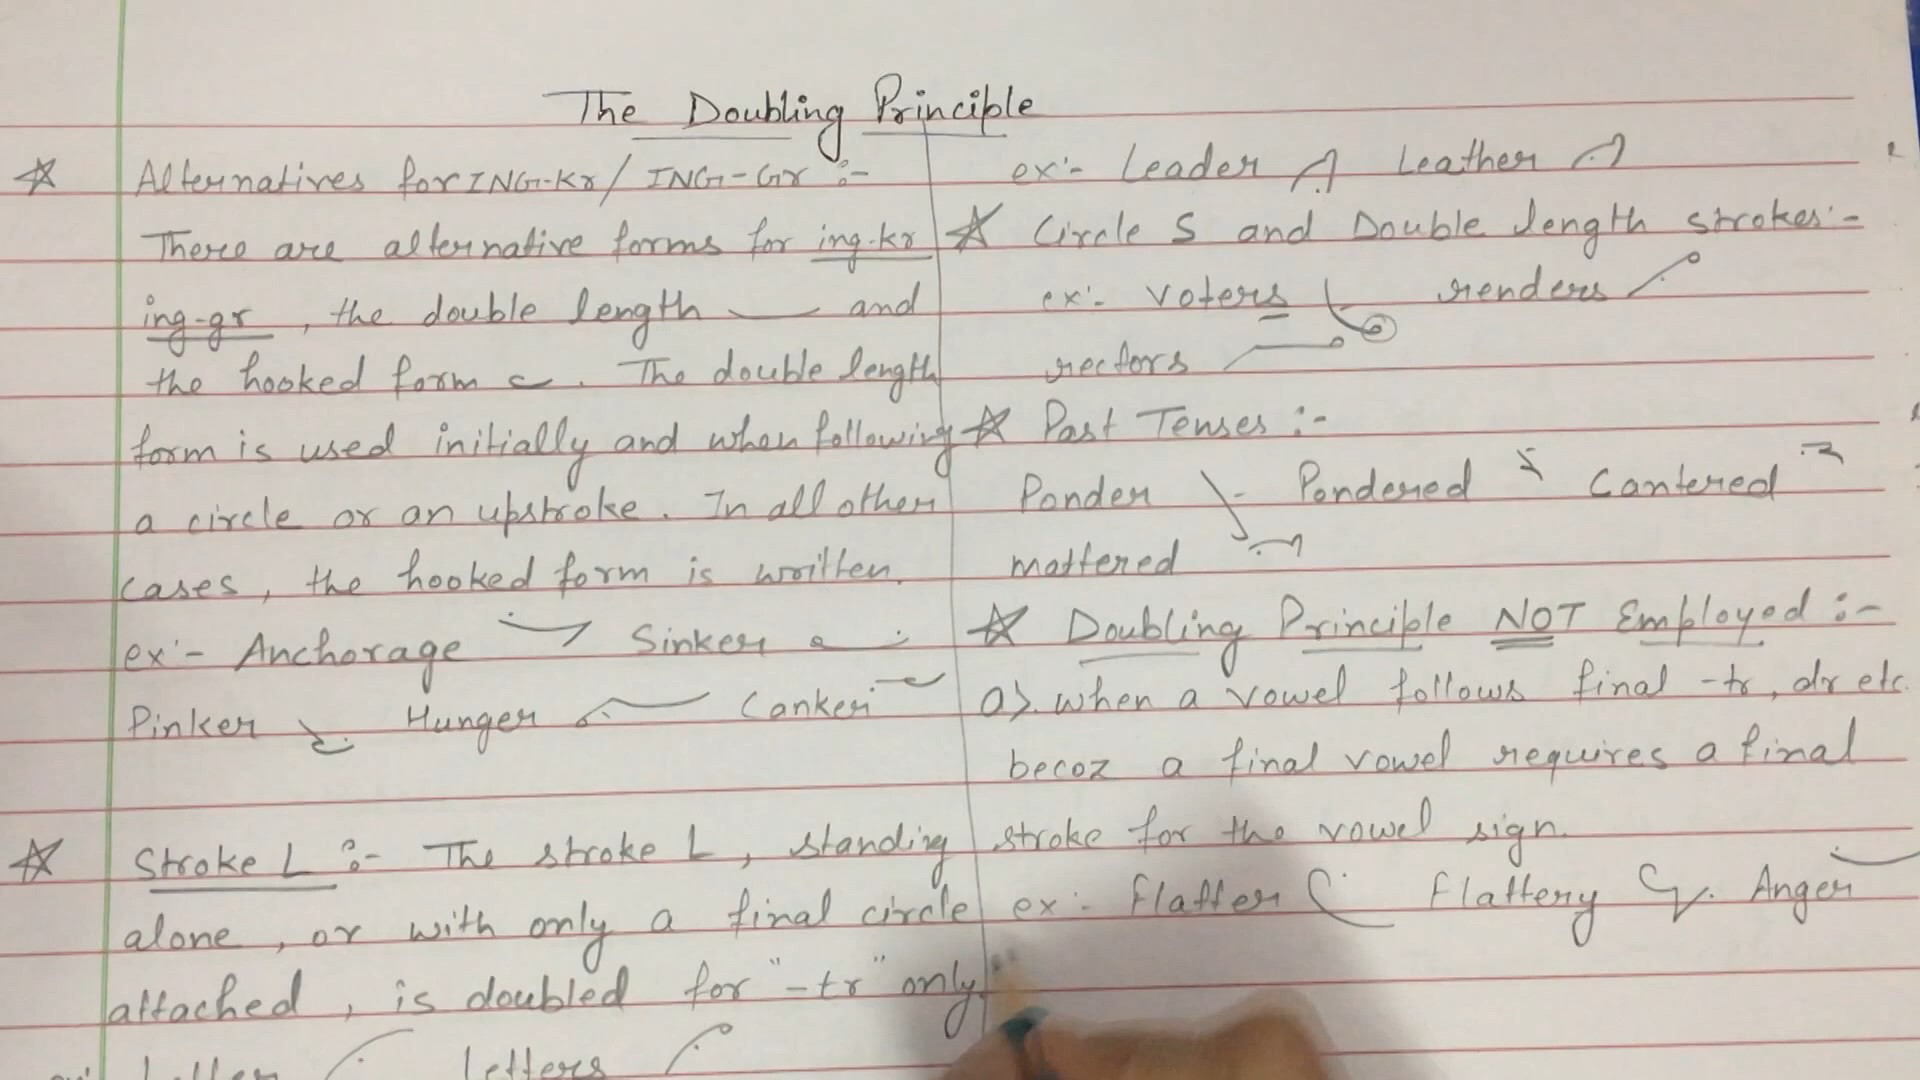 The Doubling Principle
☆ Alternatives for ING-Kr/ ING-Gr :-
There are alternative forms for ing-kr
ing-gr, the double length and
the hooked form. The double length
form is used initially and when following
a circle or an upstroke. In all other
cases, the hooked form is written.
ex:- Anchorage Sinker
Pinker Hunger Canker
☆ Stroke L :- The stroke L, standing
alone, or with only a final circle
attached, is doubled for "-tr" only.
letters
ex:- Leader Leather
☆ Circle S and Double length strokes:-
ex:- Voters renders
rectors
☆ Past Tenses :-
Ponder Pondered Cantered
mattered
☆ Doubling Principle NOT Employed :-
a). when a vowel follows final -tr, dr etc.
becoz a final vowel requires a final
stroke for the vowel sign.
ex:- Flatter Flattery Anger